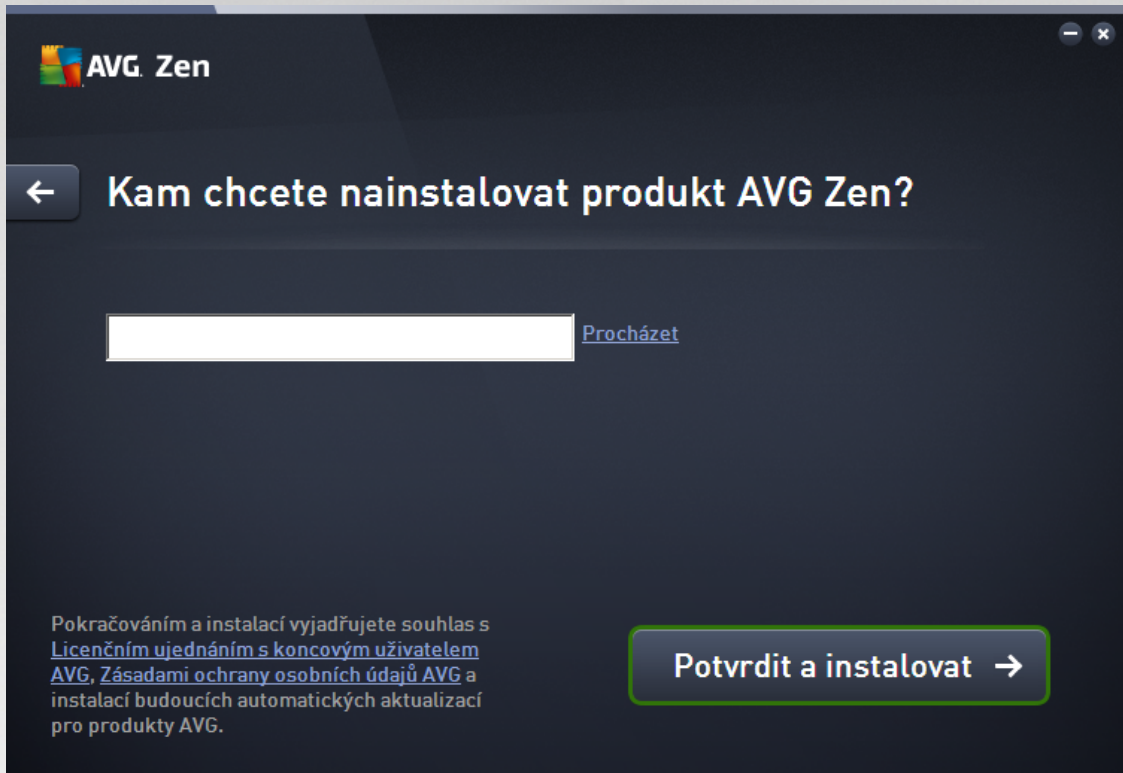 AVG. Zen
Kam chcete nainstalovat produkt AVG Zen?
Procházet
Pokračováním a instalací vyjadřujete souhlas s
Licenčním ujednáním s koncovým uživatelem
AVG, Zásadami ochrany osobních údajů AVG a
instalací budoucích automatických aktualizací
pro produkty AVG.
Potvrdit a instalovat